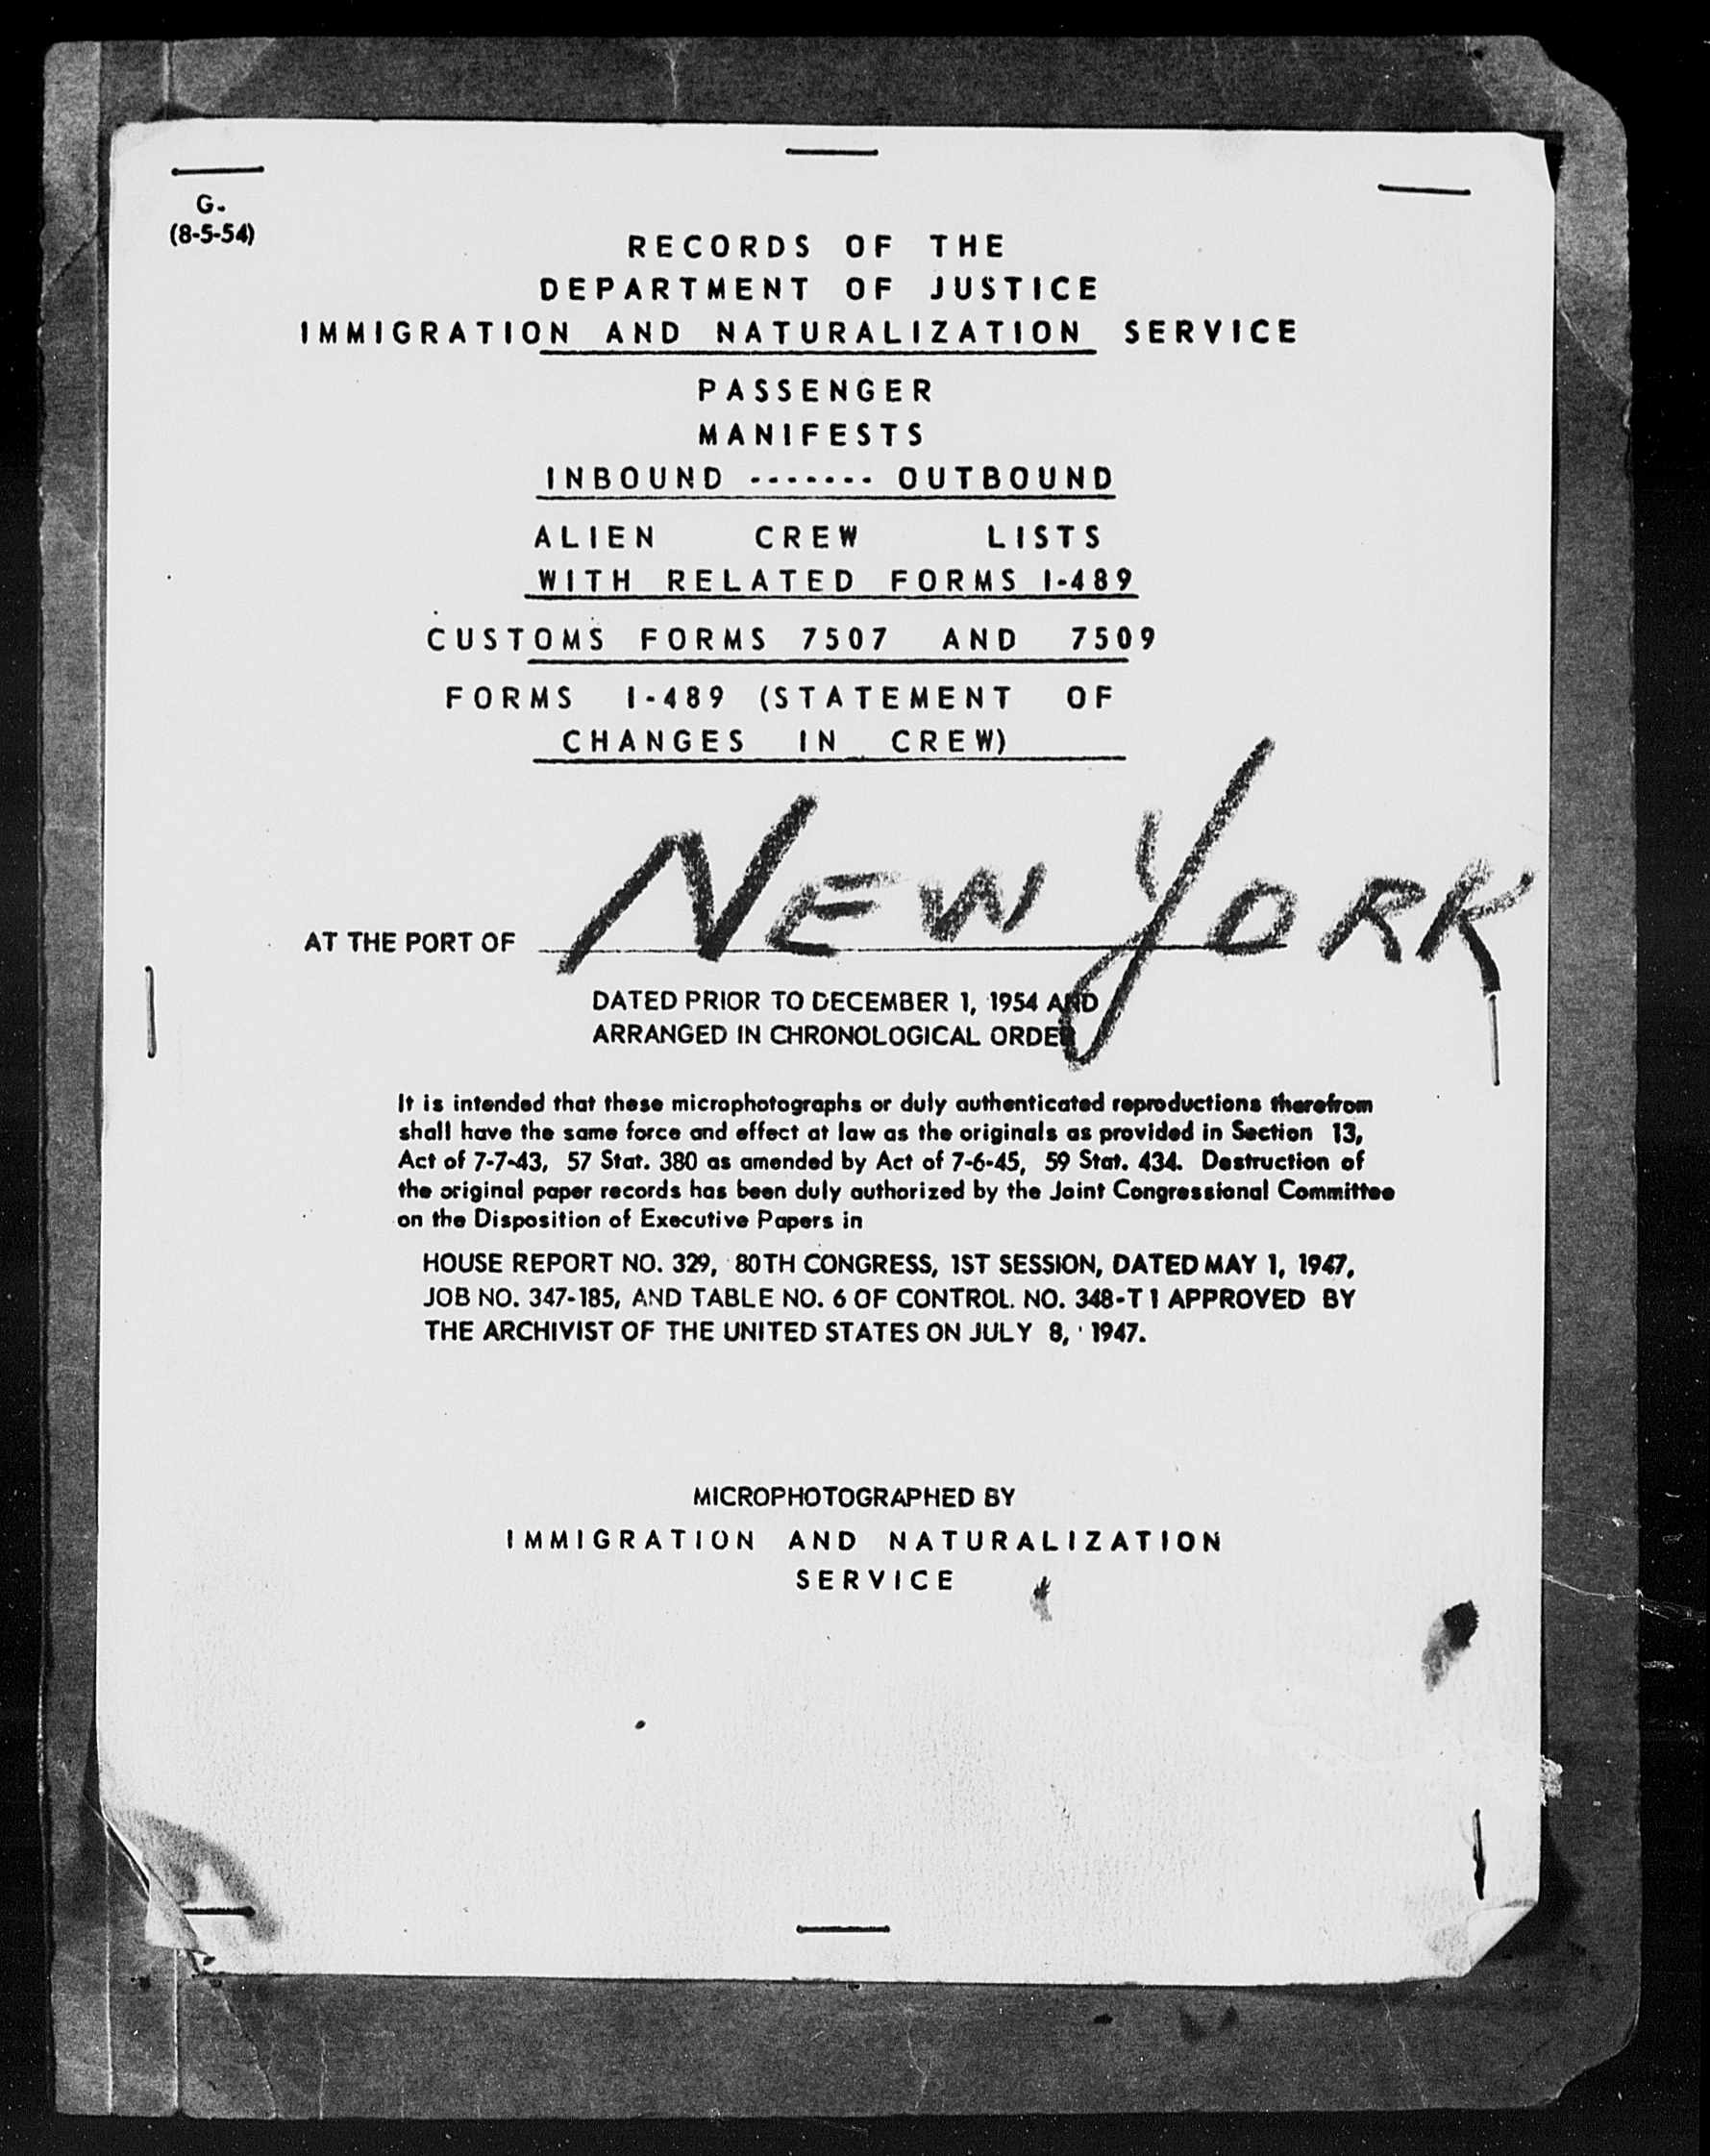 G.
(8-5-54)
RECORDS OF THE
DEPARTMENT OF JUSTICE
IMMIGRATION AND NATURALIZATION SERVICE
PASSENGER
MANIFESTS
INBOUND ------- OUTBOUND
ALIEN CREW LISTS
WITH RELATED FORMS I-489
CUSTOMS FORMS 7507 AND 7509
FORMS I-489 (STATEMENT OF
CHANGES IN CREW)
AT THE PORT OF NEW YORK
DATED PRIOR TO DECEMBER 1, 1954 AND
ARRANGED IN CHRONOLOGICAL ORDER
It is intended that these microphotographs or duly authenticated reproductions therefrom
shall have the same force and effect at law as the originals as provided in Section 13,
Act of 7-7-43, 57 Stat. 380 as amended by Act of 7-6-45, 59 Stat. 434. Destruction of
the original paper records has been duly authorized by the Joint Congressional Committee
on the Disposition of Executive Papers in
HOUSE REPORT NO. 329, 80TH CONGRESS, 1ST SESSION, DATED MAY 1, 1947,
JOB NO. 347-185, AND TABLE NO. 6 OF CONTROL NO. 348-T1 APPROVED BY
THE ARCHIVIST OF THE UNITED STATES ON JULY 8, 1947.
MICROPHOTOGRAPHED BY
IMMIGRATION AND NATURALIZATION
SERVICE